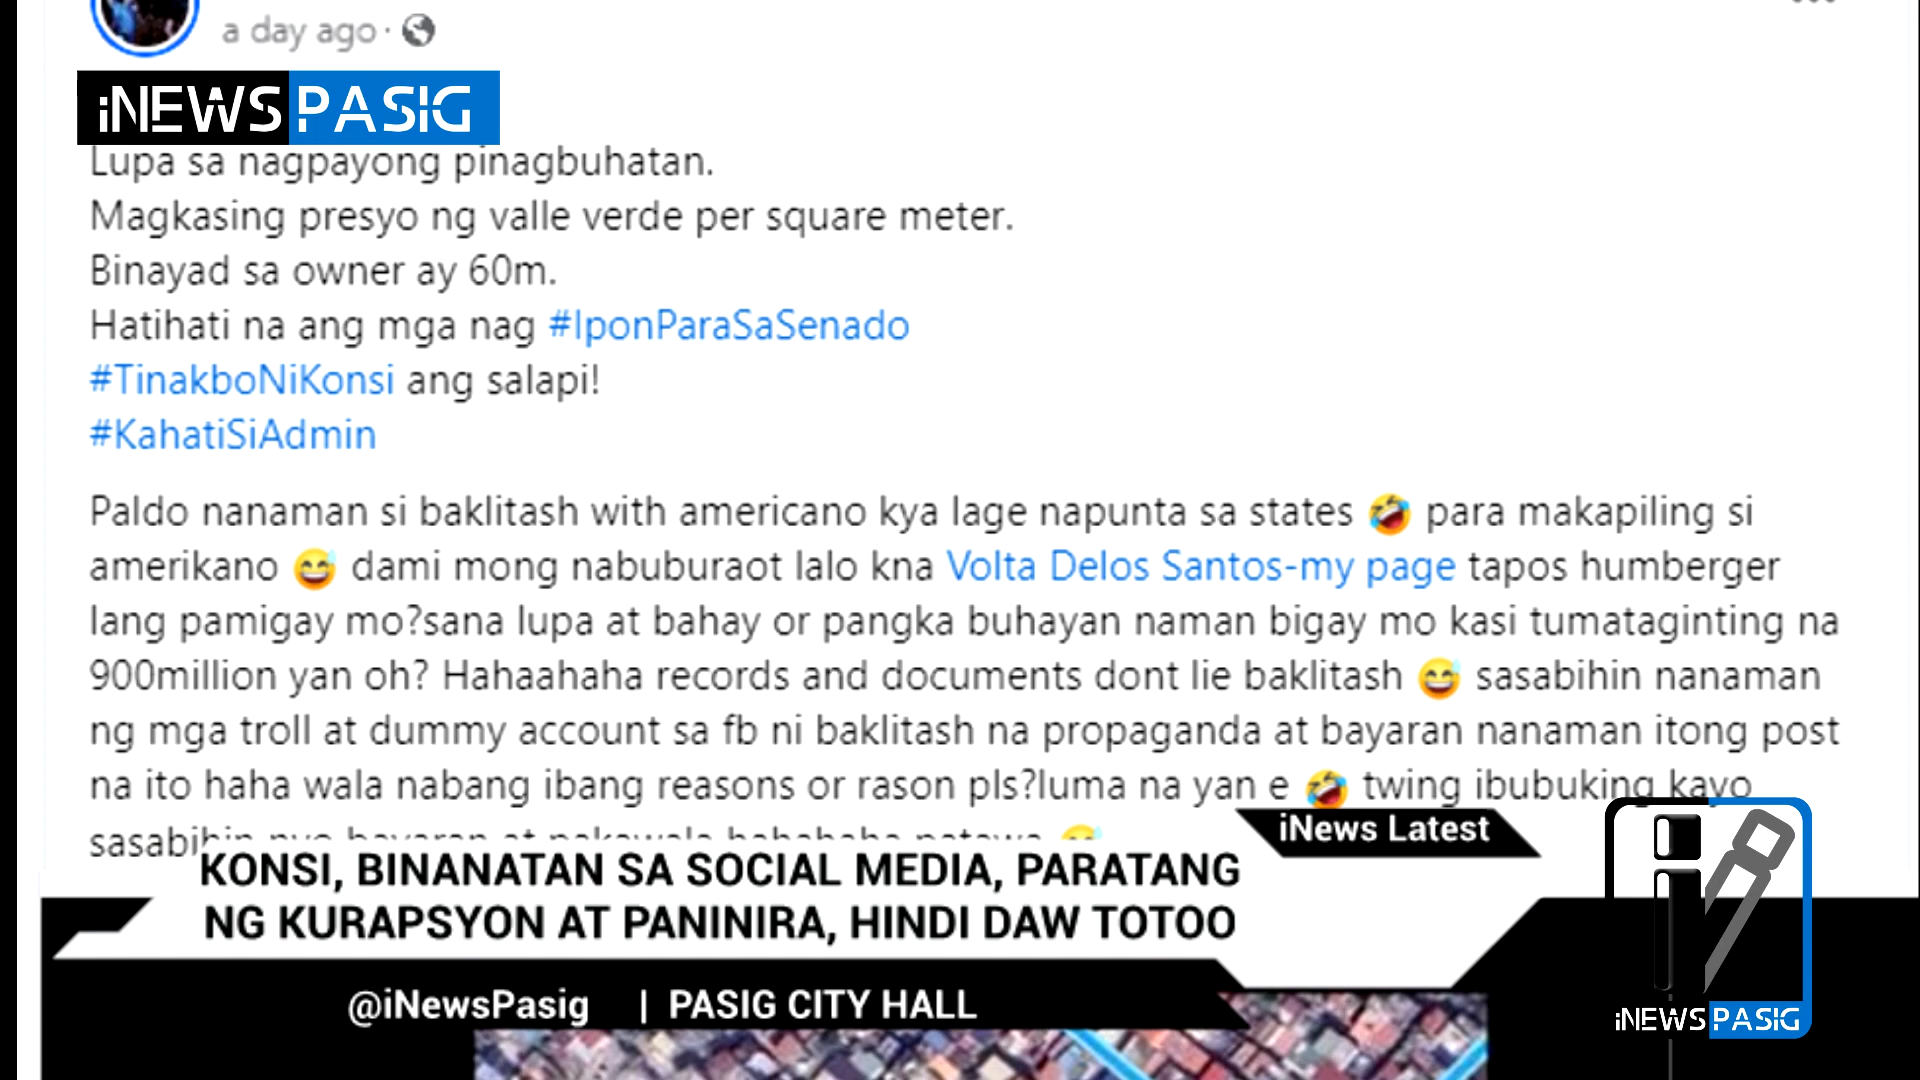 a day ago ·
iNEWS PASIG
Lupa sa nagpayong pinagbuhatan.
Magkasing presyo ng valle verde per square meter.
Binayad sa owner ay 60m.
Hatihati na ang mga nag #IponParaSaSenado
#TinakboNiKonsi ang salapi!
#KahatiSiAdmin
Paldo nanaman si baklitash with americano kya lage napunta sa states 🤣 para makapiling si
amerikano 😅 dami mong nabuburaot lalo kna Volta Delos Santos-my page tapos humberger
lang pamigay mo?sana lupa at bahay or pangka buhayan naman bigay mo kasi tumataginting na
900million yan oh? Hahaahaha records and documents dont lie baklitash 😅 sasabihin nanaman
ng mga troll at dummy account sa fb ni baklitash na propaganda at bayaran nanaman itong post
na ito haha wala nabang ibang reasons or rason pls?luma na yan e 🤣 twing ibubuking kayo
sasabihin nyo bayaran at pakawala hahahaha patawa 😅
iNews Latest
KONSI, BINANATAN SA SOCIAL MEDIA, PARATANG
NG KURAPSYON AT PANINIRA, HINDI DAW TOTOO
@iNewsPasig | PASIG CITY HALL
iNEWS PASIG